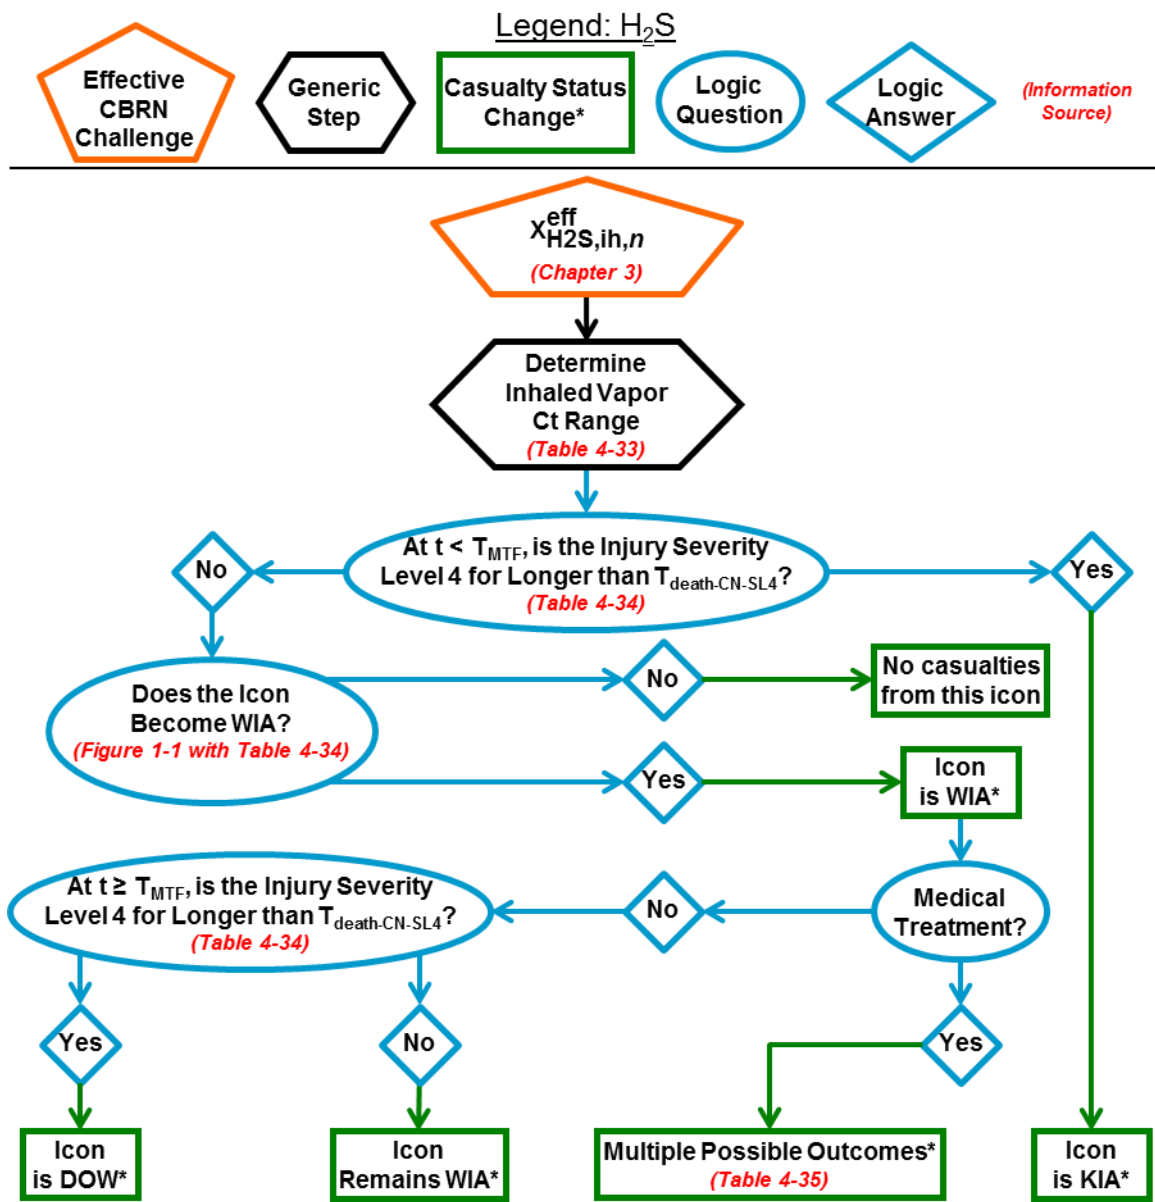 Legend: H2S
Effective
CBRN
Challenge
Generic
Step
Casualty Status
Change*
Logic
Question
Logic
Answer
(Information
Source)
X eff H2S,ih,n
(Chapter 3)
Determine
Inhaled Vapor
Ct Range
(Table 4-33)
At t < TMTF, is the Injury Severity
Level 4 for Longer than Tdeath-CN-SL4?
(Table 4-34)
No
Yes
Does the Icon
Become WIA?
(Figure 1-1 with Table 4-34)
No
No casualties
from this icon
Yes
Icon
is WIA*
Medical
Treatment?
No
At t ≥ TMTF, is the Injury Severity
Level 4 for Longer than Tdeath-CN-SL4?
(Table 4-34)
Yes
No
Yes
Icon
is DOW*
Icon
Remains WIA*
Multiple Possible Outcomes*
(Table 4-35)
Icon
is KIA*